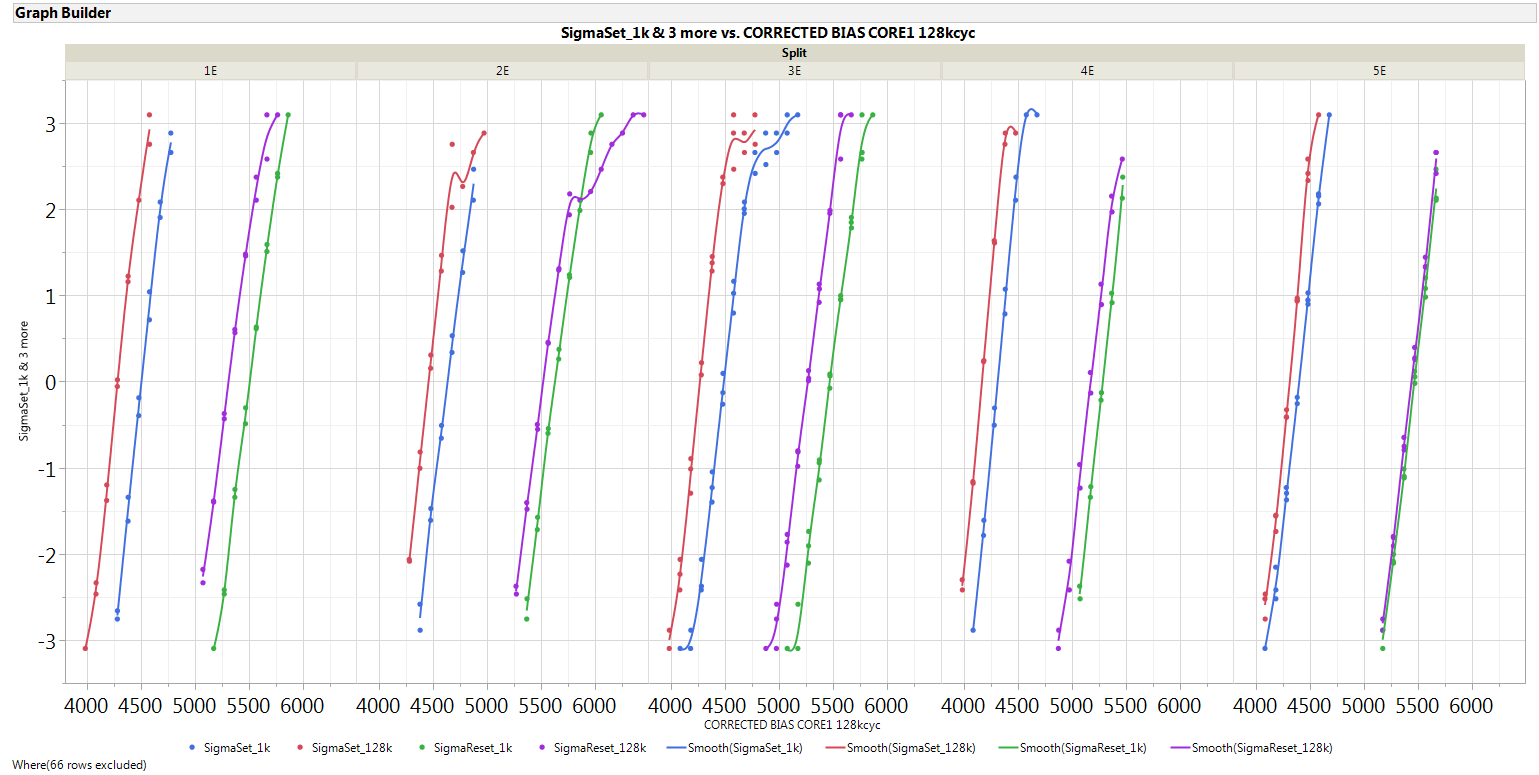 Graph Builder
SigmaSet_1k & 3 more vs. CORRECTED BIAS CORE1 128kcyc
Split
1E 2E 3E 4E 5E
SigmaSet_1k & 3 more
3
2
1
0
-1
-2
-3
4000 4500 5000 5500 6000 4000 4500 5000 5500 6000 4000 4500 5000 5500 6000 4000 4500 5000 5500 6000 4000 4500 5000 5500 6000
CORRECTED BIAS CORE1 128kcyc
SigmaSet_1k SigmaSet_128k SigmaReset_1k SigmaReset_128k Smooth(SigmaSet_1k) Smooth(SigmaSet_128k) Smooth(SigmaReset_1k) Smooth(SigmaReset_128k)
Where(66 rows excluded)